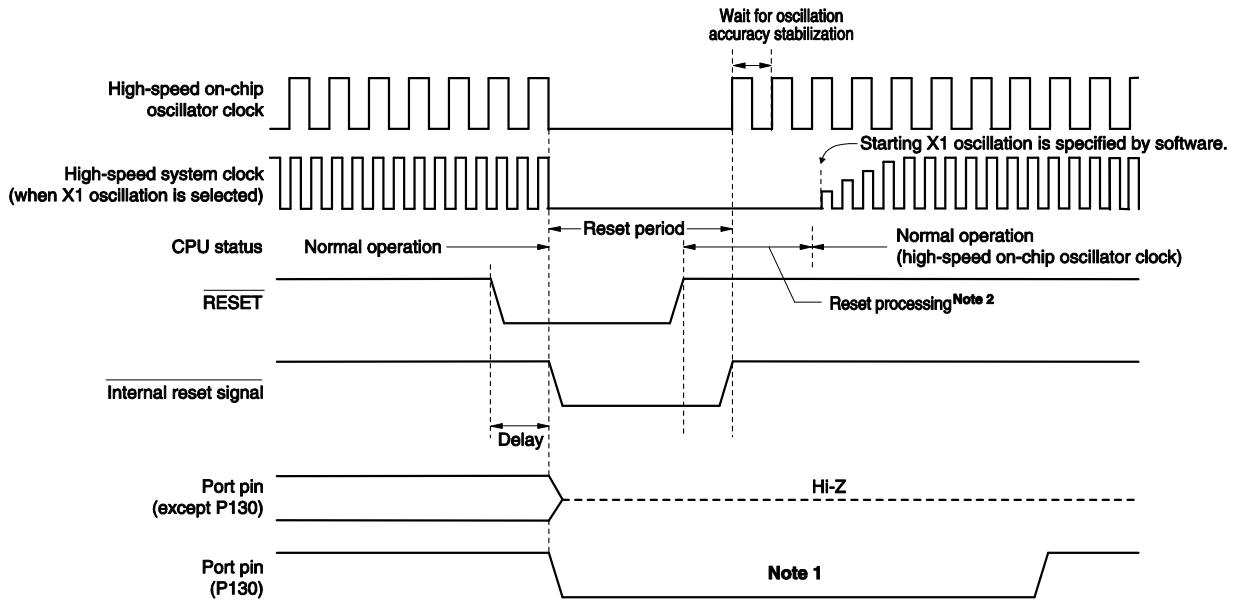 Wait for oscillation
accuracy stabilization
High-speed on-chip
oscillator clock
Starting X1 oscillation is specified by software.
High-speed system clock
(when X1 oscillation is selected)
Reset period
CPU status
Normal operation
Normal operation
(high-speed on-chip oscillator clock)
RESET
Reset processing Note 2
Internal reset signal
Delay
Port pin
(except P130)
Hi-Z
Port pin
(P130)
Note 1